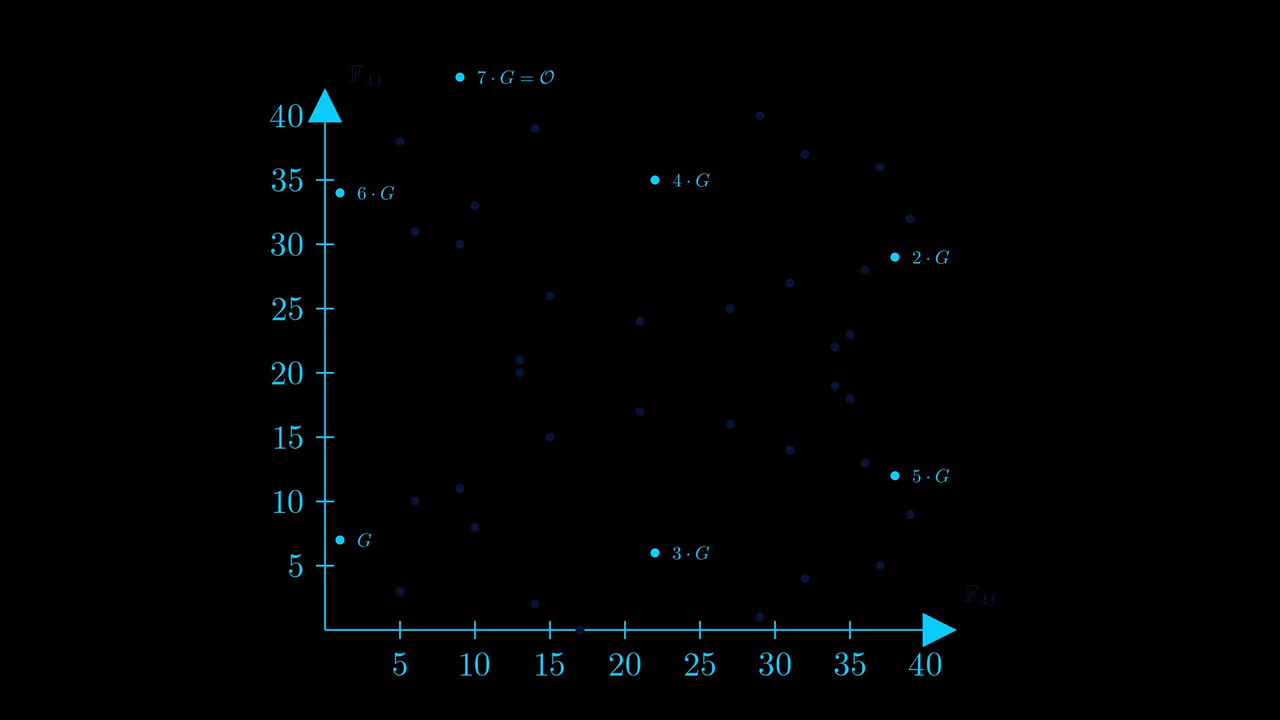 𝔽₄₁
7 · G = 𝒪
40
35
4 · G
6 · G
30
2 · G
25
20
15
10
5 · G
G
3 · G
5
𝔽₄₁
5 10 15 20 25 30 35 40